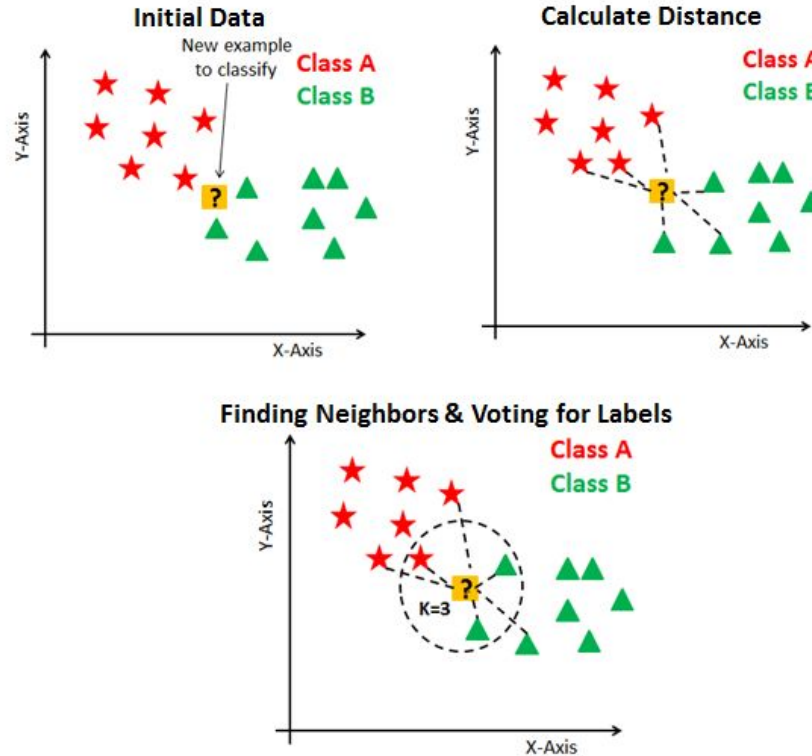 Initial Data
New example
to classify
Class A
Class B
?
Y-Axis
X-Axis
Calculate Distance
Class A
Class B
?
Y-Axis
X-Axis
Finding Neighbors & Voting for Labels
Class A
Class B
?
K=3
Y-Axis
X-Axis